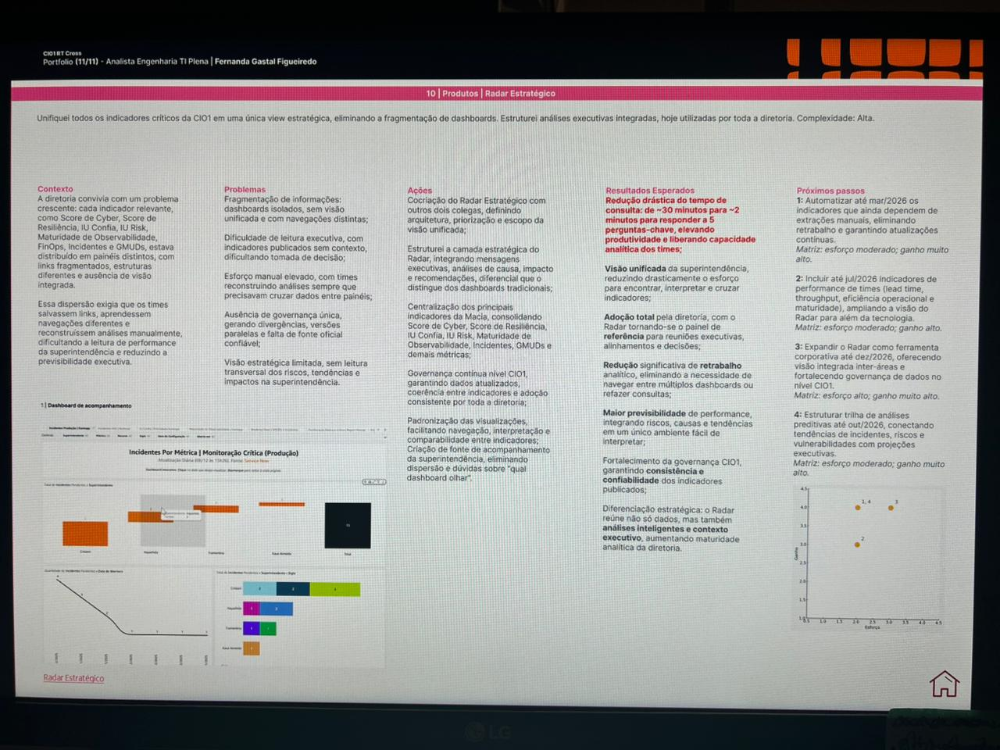 CIO1 RT Cross
Portfolio (11/11) - Analista Engenharia TI Plena | Fernanda Gastal Figueiredo
10 | Produtos | Radar Estratégico
Unifiquei todos os indicadores críticos da CIO1 em uma única view estratégica, eliminando a fragmentação de dashboards. Estruturei análises executivas integradas, hoje utilizadas por toda a diretoria. Complexidade: Alta.
Contexto
A diretoria convivia com um problema
crescente: cada indicador relevante,
como Score de Cyber, Score de
Resiliência, IU Confia, IU Risk,
Maturidade de Observabilidade,
FinOps, Incidentes e GMUDs, estava
distribuído em painéis distintos, com
links fragmentados, estruturas
diferentes e ausência de visão
integrada.
Essa dispersão exigia que os times
salvassem links, aprendessem
navegações diferentes e
reconstruíssem análises manualmente,
dificultando a leitura de performance
da superintendência e reduzindo a
previsibilidade executiva.
Problemas
Fragmentação de informações:
dashboards isolados, sem visão
unificada e com navegações distintas;
Dificuldade de leitura executiva, com
indicadores publicados sem contexto,
dificultando tomada de decisão;
Esforço manual elevado, com times
reconstruindo análises sempre que
precisavam cruzar dados entre painéis;
Ausência de governança única,
gerando divergências, versões
paralelas e falta de fonte oficial
confiável;
Visão estratégica limitada, sem leitura
transversal dos riscos, tendências e
impactos na superintendência.
Ações
Cocriação do Radar Estratégico com
outros dois colegas, definindo
arquitetura, priorização e escopo da
visão unificada;
Estruturei a camada estratégica do
Radar, integrando mensagens
executivas, análises de causa, impacto
e recomendações, diferencial que o
distingue dos dashboards tradicionais;
Centralização dos principais
indicadores da Macia, consolidando
Score de Cyber, Score de Resiliência,
IU Confia, IU Risk, Maturidade de
Observabilidade, Incidentes, GMUDs e
demais métricas;
Governança contínua nível CIO1,
garantindo dados atualizados,
coerência entre indicadores e adoção
consistente por toda a diretoria;
Padronização das visualizações,
facilitando navegação, interpretação e
comparabilidade entre indicadores;
Criação de fonte de acompanhamento
da superintendência, eliminando
dispersão e dúvidas sobre "qual
dashboard olhar".
Resultados Esperados
Redução drástica do tempo de
consulta: de ~30 minutos para ~2
minutos para responder a 5
perguntas-chave, elevando
produtividade e liberando capacidade
analítica dos times;
Visão unificada da superintendência,
reduzindo drasticamente o esforço
para encontrar, interpretar e cruzar
indicadores;
Adoção total pela diretoria, com o
Radar tornando-se o painel de
referência para reuniões executivas,
alinhamentos e decisões;
Redução significativa de retrabalho
analítico, eliminando a necessidade de
navegar entre múltiplos dashboards ou
refazer consultas;
Maior previsibilidade de performance,
integrando riscos, causas e tendências
em um único ambiente fácil de
interpretar;
Fortalecimento da governança CIO1,
garantindo consistência e
confiabilidade dos indicadores
publicados;
Diferenciação estratégica: o Radar
reúne não só dados, mas também
análises inteligentes e contexto
executivo, aumentando maturidade
analítica da diretoria.
Próximos passos
1: Automatizar até mar/2026 os
indicadores que ainda dependem de
extrações manuais, eliminando
retrabalho e garantindo atualizações
contínuas.
Matriz: esforço moderado; ganho muito
alto.
2: Incluir até jul/2026 indicadores de
performance de times (lead time,
throughput, eficiência operacional e
maturidade), ampliando a visão do
Radar para além da tecnologia.
Matriz: esforço moderado; ganho alto.
3: Expandir o Radar como ferramenta
corporativa até dez/2026, oferecendo
visão integrada inter-áreas e
fortalecendo governança de dados no
nível CIO1.
Matriz: esforço alto; ganho muito alto.
4: Estruturar trilha de análises
preditivas até out/2026, conectando
tendências de incidentes, riscos e
vulnerabilidades com projeções
executivas.
Matriz: esforço moderado; ganho muito
alto.
1 | Dashboard de acompanhamento
Incidentes Por Métrica | Monitoração Crítica (Produção)
Service Now
Total
11
4.5
4.0
3.5
3.0
2.5
2.0
1.5
1.0
1, 4
3
2
Ganho
0.5 1.0 1.5 2.0 2.5 3.0 3.5 4.0 4.5
Esforço
Radar Estratégico
LG